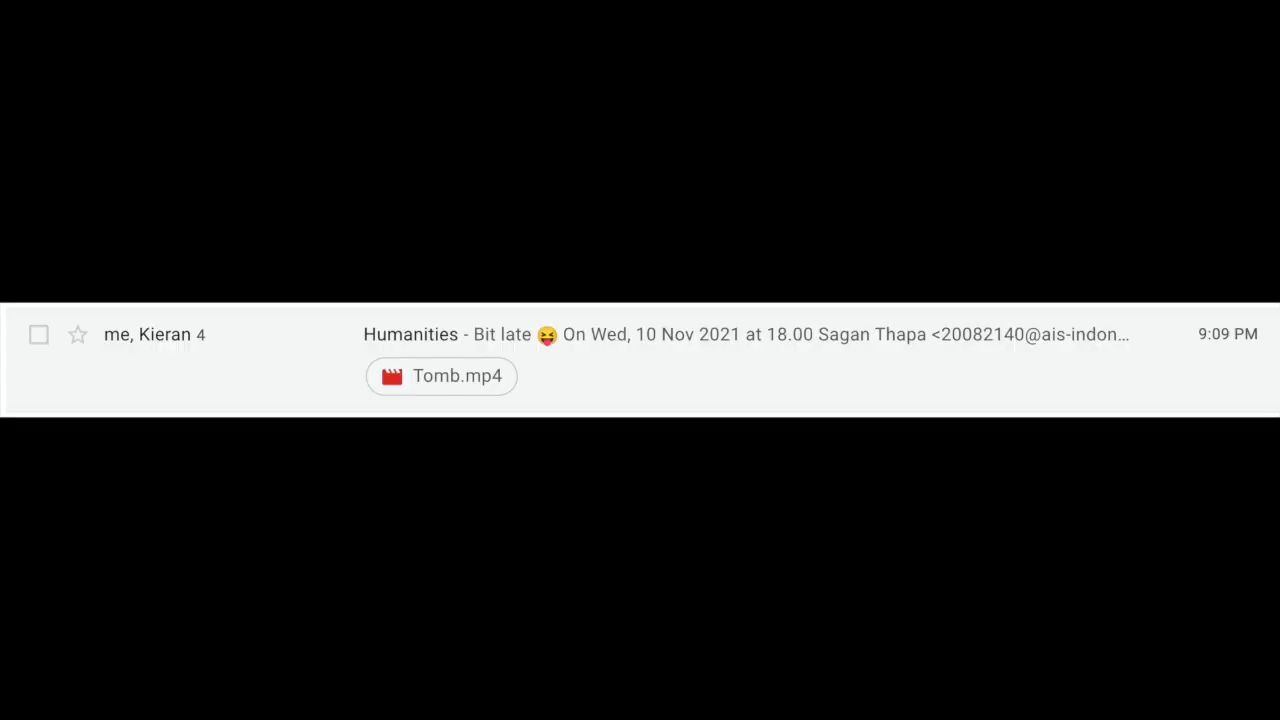 me, Kieran 4 Humanities - Bit late 😝 On Wed, 10 Nov 2021 at 18.00 Sagan Thapa <20082140@ais-indon... 9:09 PM
Tomb.mp4